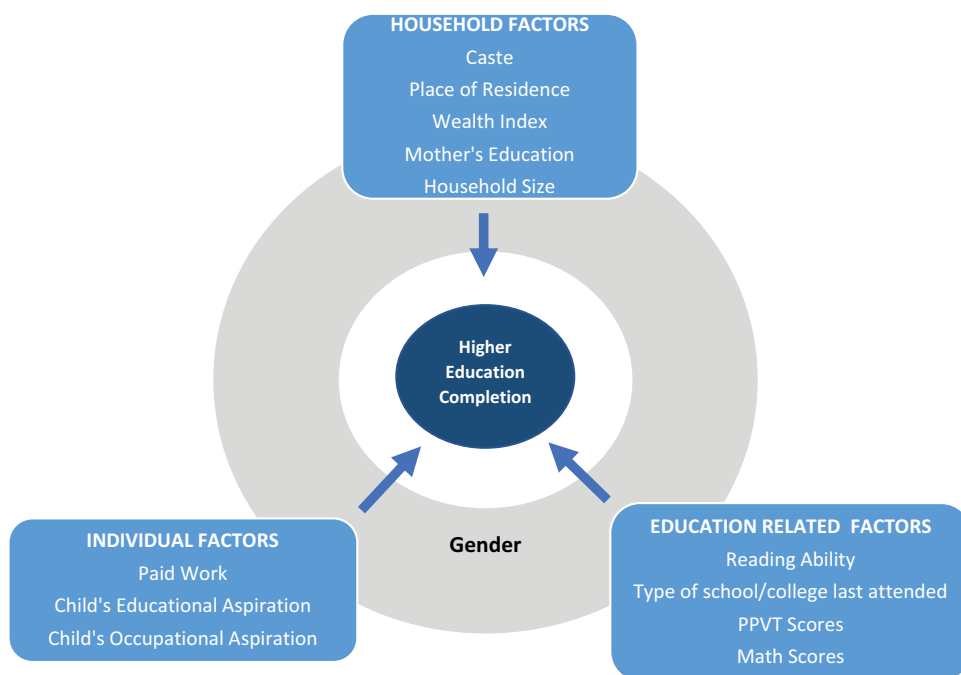 HOUSEHOLD FACTORS
Caste
Place of Residence
Wealth Index
Mother's Education
Household Size
Higher
Education
Completion
INDIVIDUAL FACTORS
Paid Work
Child's Educational Aspiration
Child's Occupational Aspiration
Gender
EDUCATION RELATED FACTORS
Reading Ability
Type of school/college last attended
PPVT Scores
Math Scores